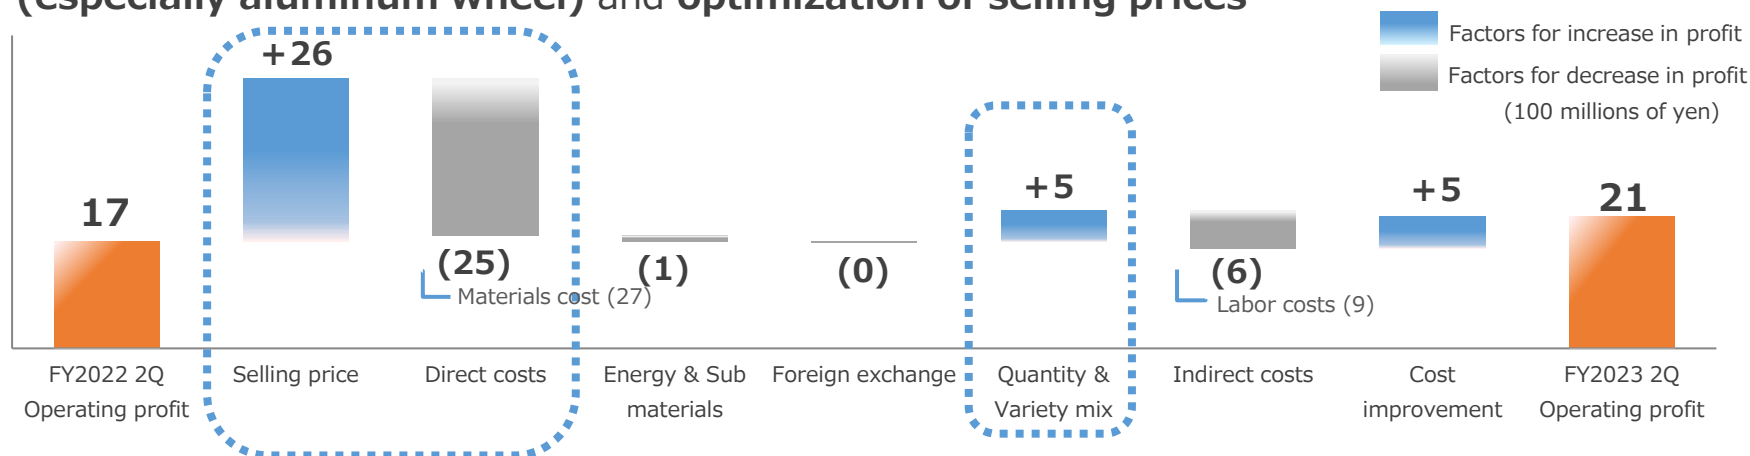 (especially aluminum wheel) and optimization of selling prices
Factors for increase in profit
Factors for decrease in profit
(100 millions of yen)
17
+26
(25)
Materials cost (27)
(1)
(0)
+5
(6)
Labor costs (9)
+5
21
FY2022 2Q
Operating profit
Selling price
Direct costs
Energy & Sub
materials
Foreign exchange
Quantity &
Variety mix
Indirect costs
Cost
improvement
FY2023 2Q
Operating profit